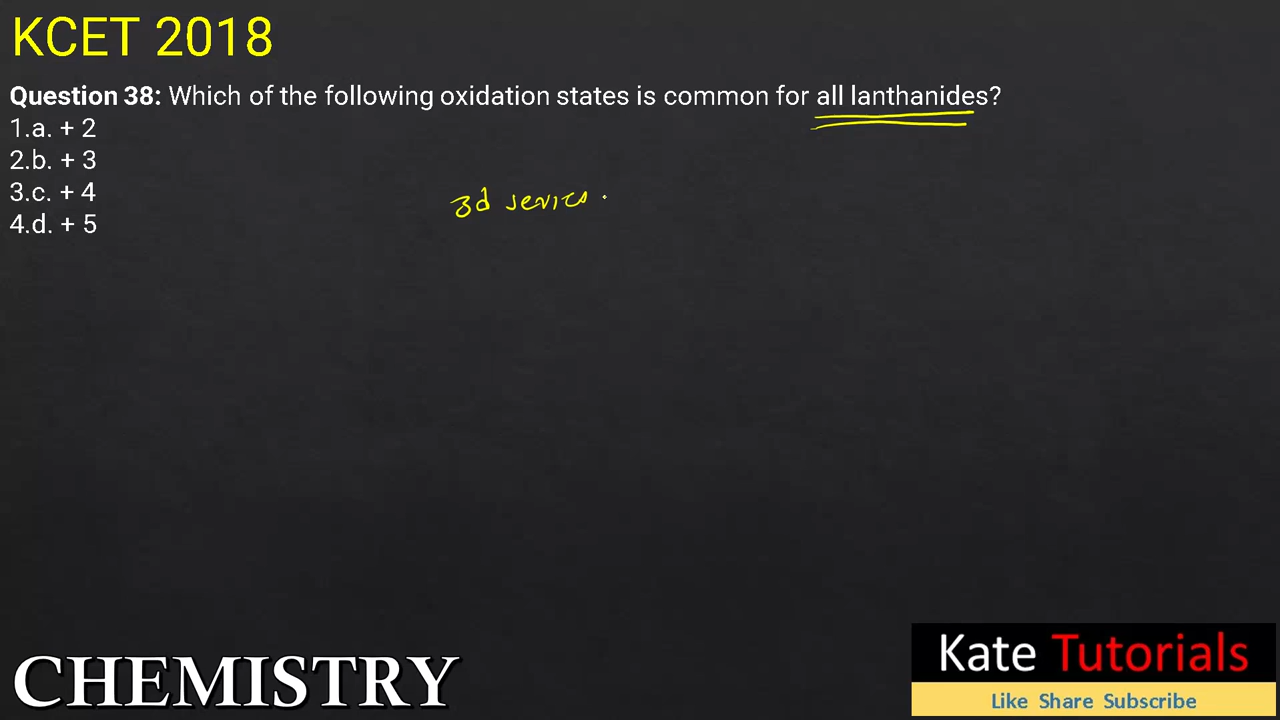 KCET 2018
Question 38: Which of the following oxidation states is common for all lanthanides?
1.a. + 2
2.b. + 3
3.c. + 4
4.d. + 5
3d series .
CHEMISTRY
Kate Tutorials
Like Share Subscribe